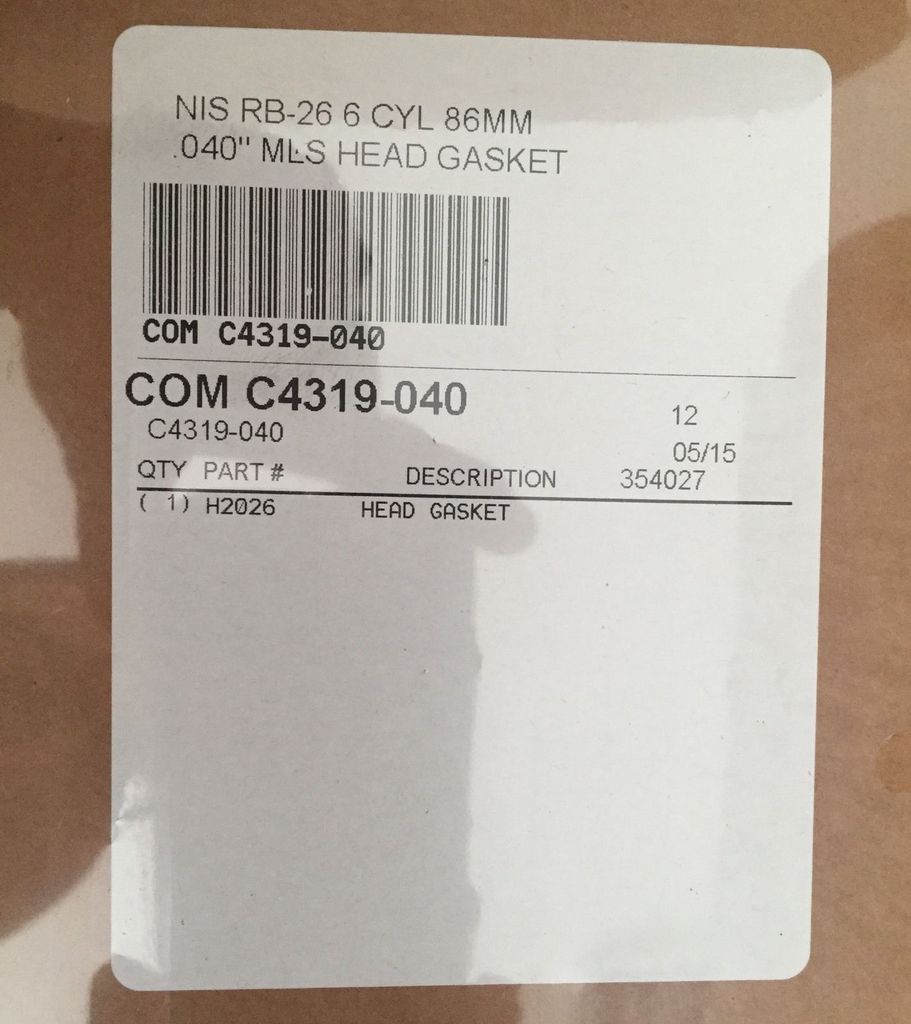 NIS RB-26 6 CYL 86MM
.040" MLS HEAD GASKET
COM C4319-040
COM C4319-040
12
C4319-040
05/15
QTY PART # DESCRIPTION 354027
( 1) H2026 HEAD GASKET